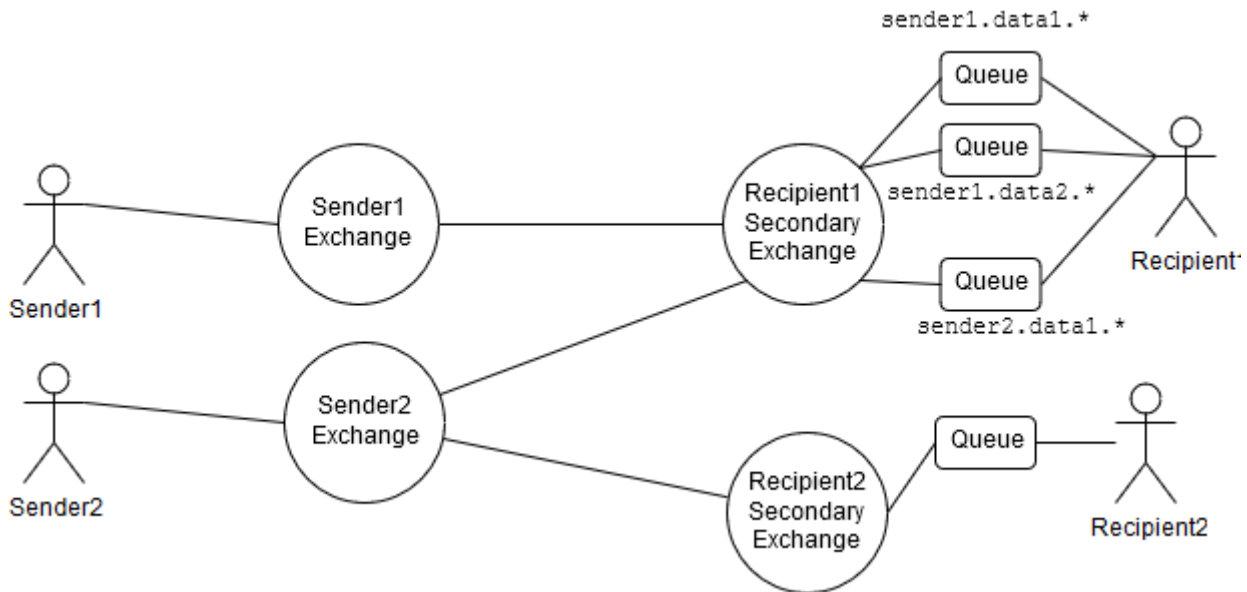 sender1.data1.*
Queue
Queue
sender1.data2.*
Sender1
Exchange
Recipient1
Secondary
Exchange
Recipient1
Sender1
Queue
sender2.data1.*
Sender2
Exchange
Queue
Recipient2
Secondary
Exchange
Sender2
Recipient2